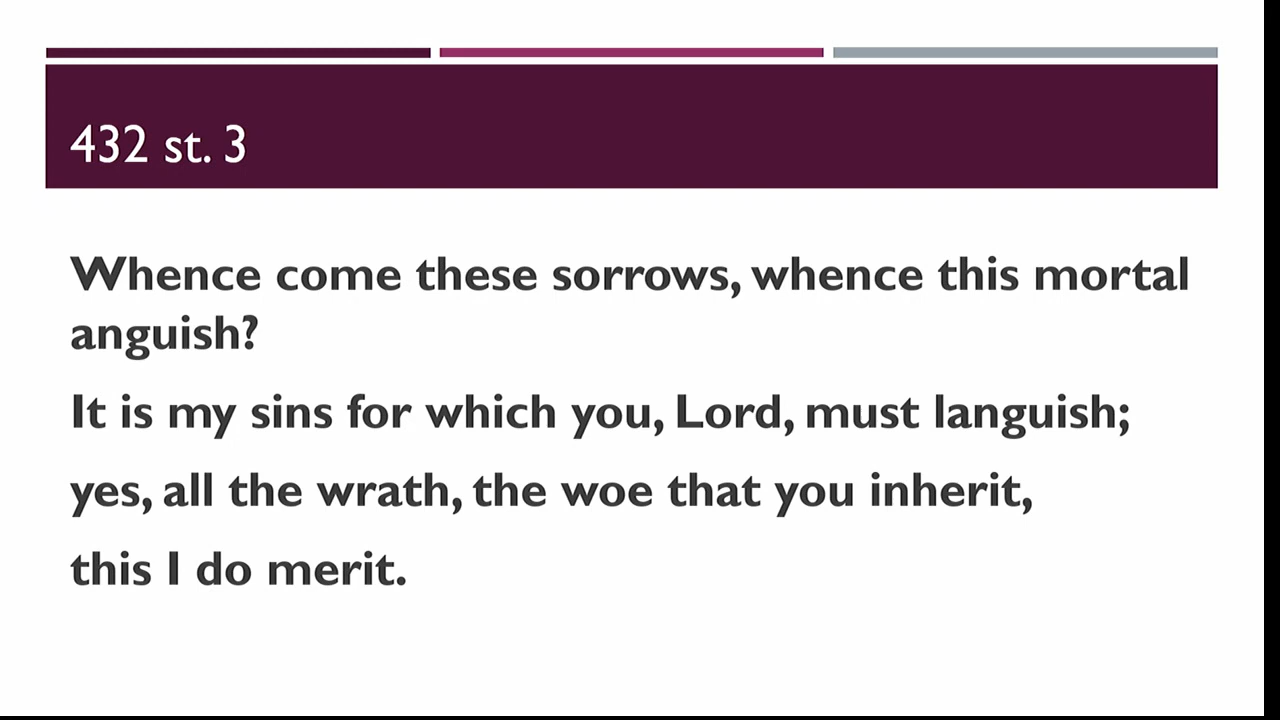 432 st. 3
Whence come these sorrows, whence this mortal
anguish?
It is my sins for which you, Lord, must languish;
yes, all the wrath, the woe that you inherit,
this I do merit.